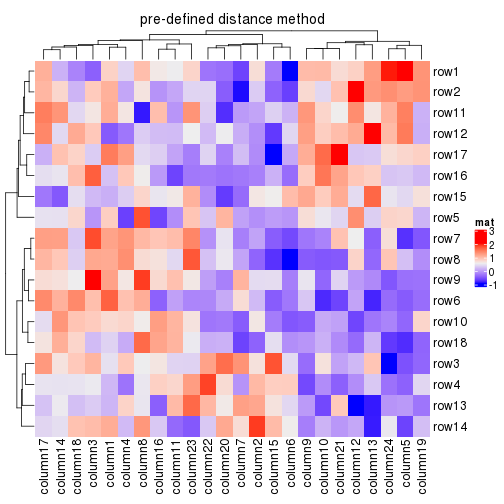 pre-defined distance method
row1
row2
row11
row12
row17
row16
row15
row5
row7
row8
row9
row6
row10
row18
row3
row4
row13
row14
mat
3
2
1
0
-1
column17
column14
column18
column3
column1
column4
column8
column16
column11
column23
column22
column20
column7
column2
column15
column6
column9
column10
column21
column12
column13
column24
column5
column19